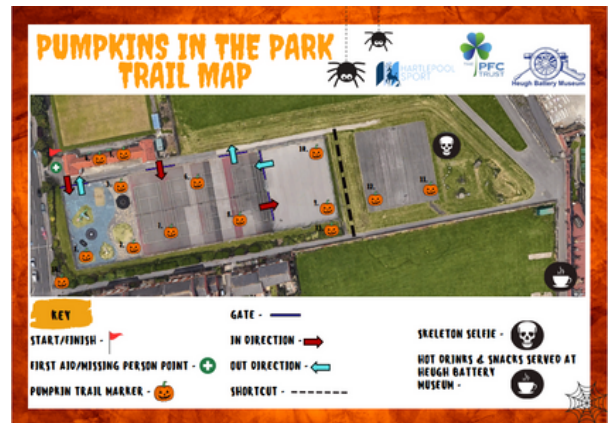 PUMPKINS IN THE PARK
TRAIL MAP
HARTLEPOOL
SPORT
THE PFC
TRUST
Heugh Battery Museum
10.
KEY
START/FINISH -
FIRST AID/MISSING PERSON POINT -
PUMPKIN TRAIL MARKER -
GATE -
IN DIRECTION -
OUT DIRECTION -
SHORTCUT -
SKELETON SELFIE -
HOT DRINKS & SNACKS SERVED AT
HEUGH BATTERY
MUSEUM -